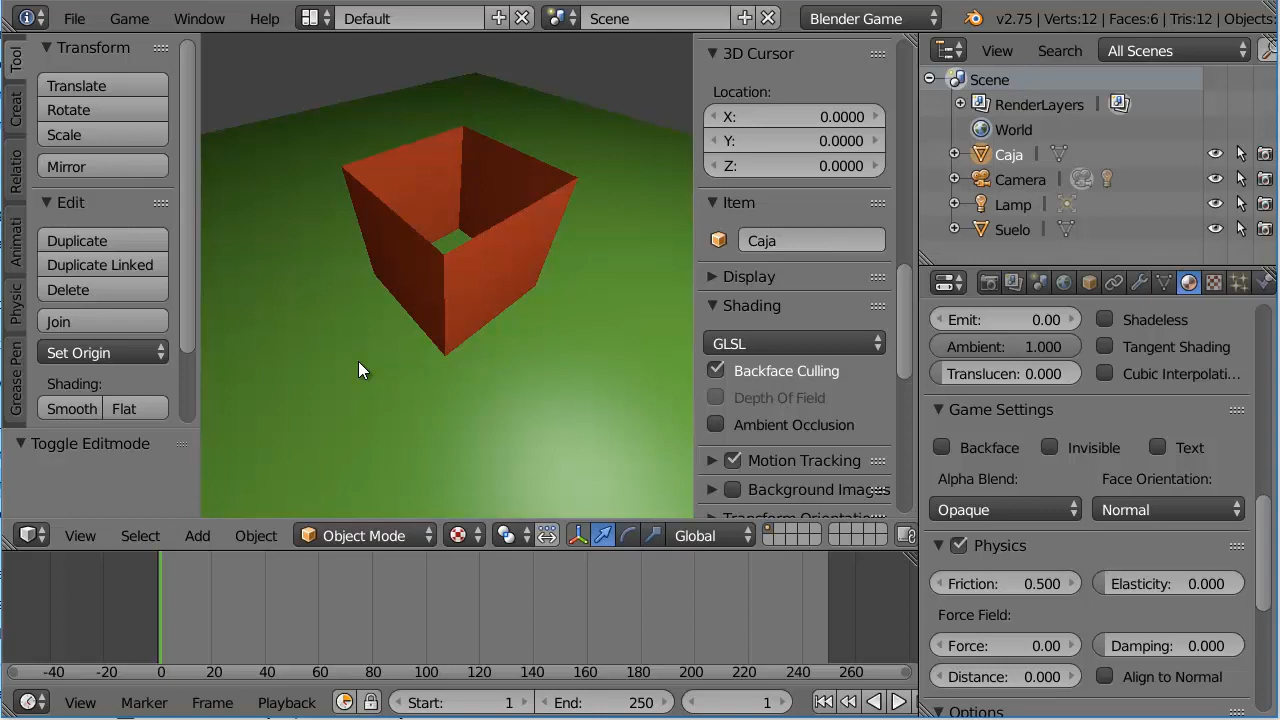 File Game Window Help Default Scene Blender Game v2.75 | Verts:12 | Faces:6 | Tris:12 | Objects:
Tool
Creat
Relatio
Animati
Physic
Grease Pen
Transform
Translate
Rotate
Scale
Mirror
Edit
Duplicate
Duplicate Linked
Delete
Join
Set Origin
Shading:
Smooth Flat
Toggle Editmode
3D Cursor
Location:
X: 0.0000
Y: 0.0000
Z: 0.0000
Item
Caja
Display
Shading
GLSL
Backface Culling
Depth Of Field
Ambient Occlusion
Motion Tracking
Background Images
Transform Orientatio
View Search All Scenes
Scene
RenderLayers
World
Caja
Camera
Lamp
Suelo
Emit: 0.00 Shadeless
Ambient: 1.000 Tangent Shading
Translucen: 0.000 Cubic Interpolati...
Game Settings
Backface Invisible Text
Alpha Blend: Face Orientation:
Opaque Normal
Physics
Friction: 0.500 Elasticity: 0.000
Force Field:
Force: 0.00 Damping: 0.000
Distance: 0.000 Align to Normal
Options
View Select Add Object Object Mode Global
-40 -20 0 20 40 60 80 100 120 140 160 180 200 220 240 260
View Marker Frame Playback Start: 1 End: 250 1